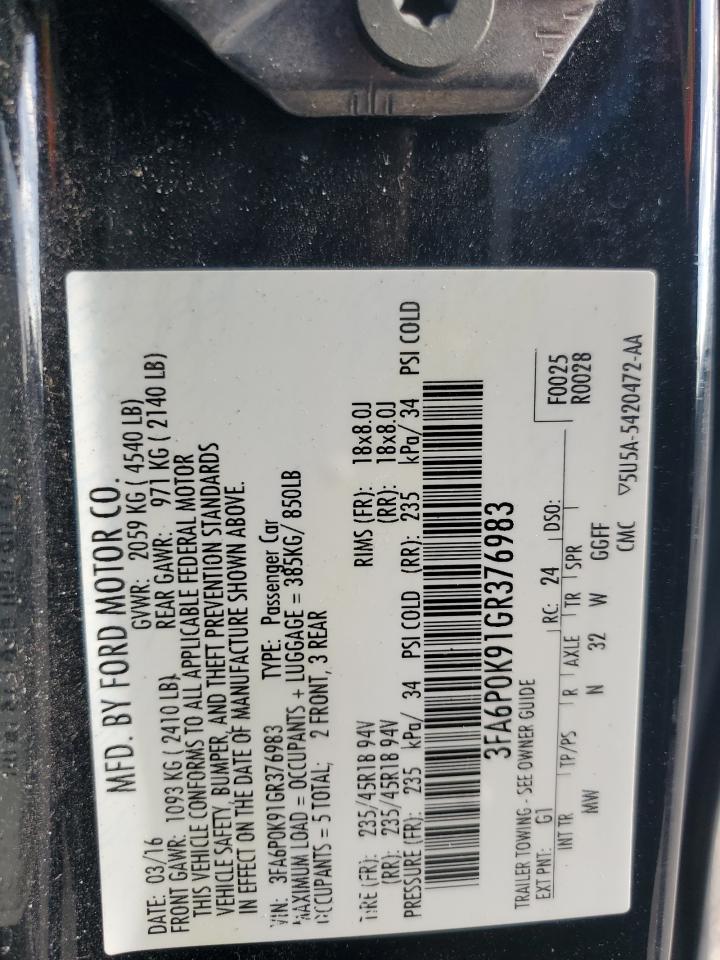 MFD. BY FORD MOTOR CO.
DATE: 03/16 GVWR: 2059 KG ( 4540 LB)
FRONT GAWR: 1093 KG (2410 LB) REAR GAWR: 971 KG ( 2140 LB)
THIS VEHICLE CONFORMS TO ALL APPLICABLE FEDERAL MOTOR
VEHICLE SAFETY, BUMPER, AND THEFT PREVENTION STANDARDS
IN EFFECT ON THE DATE OF MANUFACTURE SHOWN ABOVE.
VIN: 3FA6P0K91GR376983 TYPE: Passenger Car
MAXIMUM LOAD = OCCUPANTS + LUGGAGE = 385KG/ 850LB
OCCUPANTS = 5 TOTAL; 2 FRONT, 3 REAR
TIRE (FR): 235/45R18 94V RIMS (FR): 18x8.0J
(RR): 235/45R18 94V (RR): 18x8.0J
PRESSURE (FR): 235 kPa/ 34 PSI COLD (RR): 235 kPa/ 34 PSI COLD
3FA6P0K91GR376983
TRAILER TOWING - SEE OWNER GUIDE
EXT PNT: G1 RC: 24 DSO: F0025
R0028
INT TR TP/PS R AXLE TR SPR
MW N 32 W GGFF
CMC ▽5U5A-5420472-AA